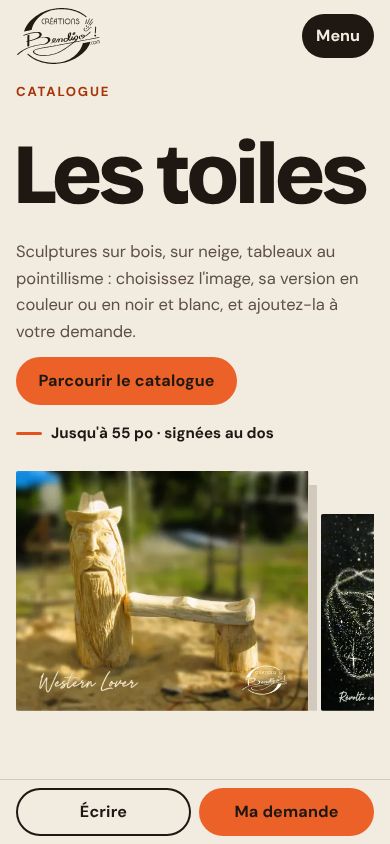 CRÉATIONS
Bendigo!
.com
Menu
CATALOGUE
Les toiles
Sculptures sur bois, sur neige, tableaux au
pointillisme : choisissez l'image, sa version en
couleur ou en noir et blanc, et ajoutez-la à
votre demande.
Parcourir le catalogue
Jusqu'à 55 po · signées au dos
Western Lover
Écrire
Ma demande